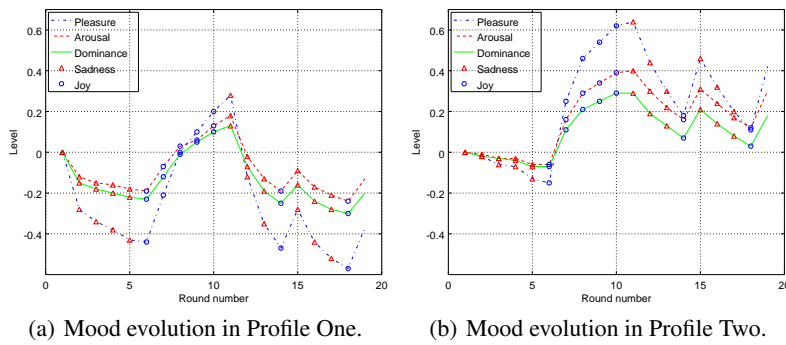 Pleasure
Arousal
Dominance
Sadness
Joy
0.6
0.4
0.2
0
-0.2
-0.4
Level
0 5 10 15 20
Round number
(a) Mood evolution in Profile One.
Pleasure
Arousal
Dominance
Sadness
Joy
0.6
0.4
0.2
0
-0.2
-0.4
Level
0 5 10 15 20
Round number
(b) Mood evolution in Profile Two.